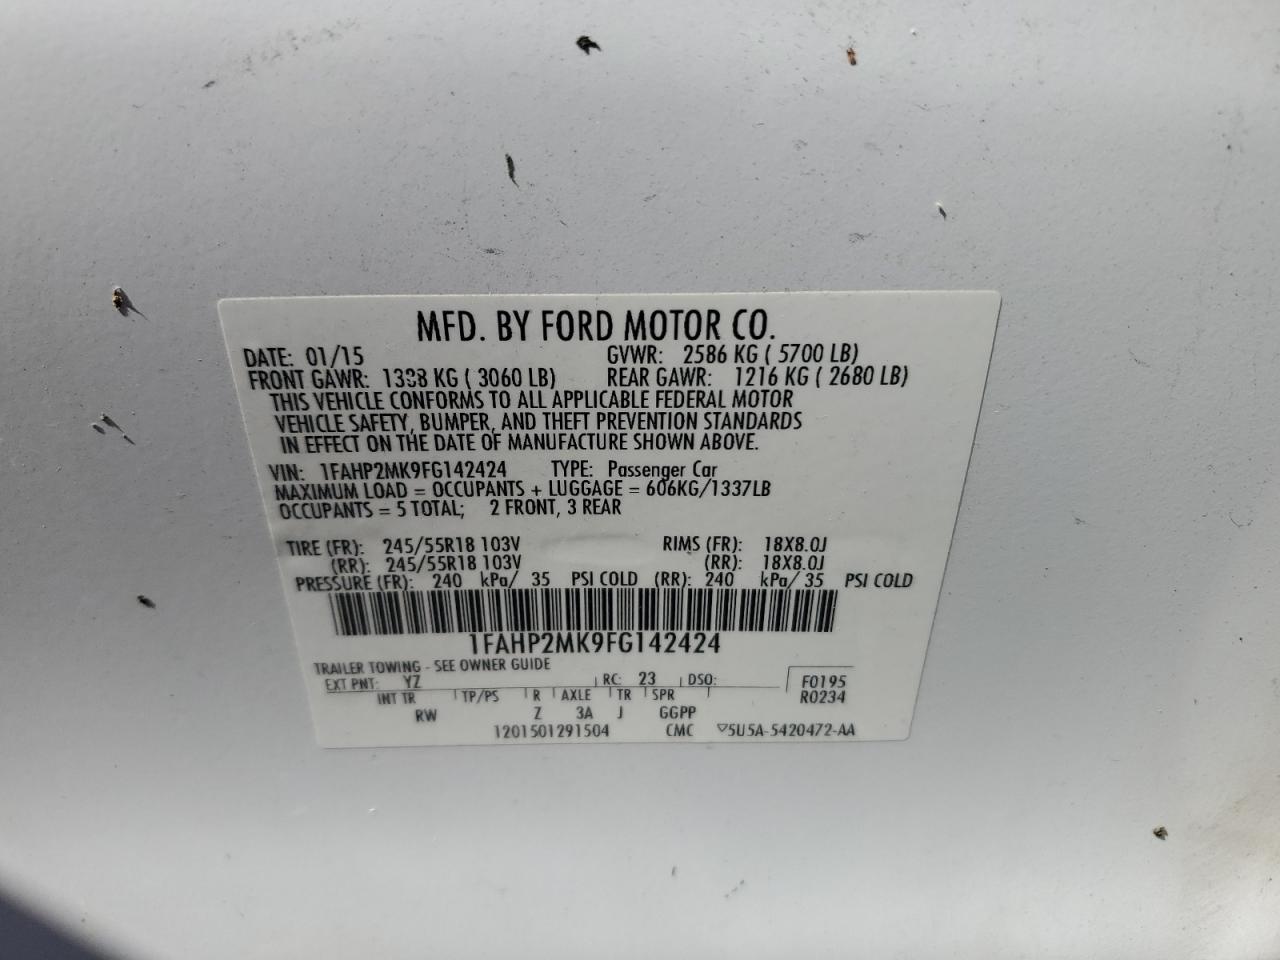 MFD. BY FORD MOTOR CO.
DATE: 01/15 GVWR: 2586 KG ( 5700 LB)
FRONT GAWR: 1388 KG ( 3060 LB) REAR GAWR: 1216 KG ( 2680 LB)
THIS VEHICLE CONFORMS TO ALL APPLICABLE FEDERAL MOTOR
VEHICLE SAFETY, BUMPER, AND THEFT PREVENTION STANDARDS
IN EFFECT ON THE DATE OF MANUFACTURE SHOWN ABOVE.
VIN: 1FAHP2MK9FG142424 TYPE: Passenger Car
MAXIMUM LOAD = OCCUPANTS + LUGGAGE = 606KG/1337LB
OCCUPANTS = 5 TOTAL; 2 FRONT, 3 REAR
TIRE (FR): 245/55R18 103V RIMS (FR): 18X8.0J
(RR): 245/55R18 103V (RR): 18X8.0J
PRESSURE (FR): 240 kPa/ 35 PSI COLD (RR): 240 kPa/ 35 PSI COLD
1FAHP2MK9FG142424
TRAILER TOWING - SEE OWNER GUIDE
EXT PNT: YZ RC: 23 DSO: F0195
INT TR TP/PS R AXLE TR SPR R0234
RW Z 3A J GGPP
1201501291504 CMC ▽5U5A-5420472-AA